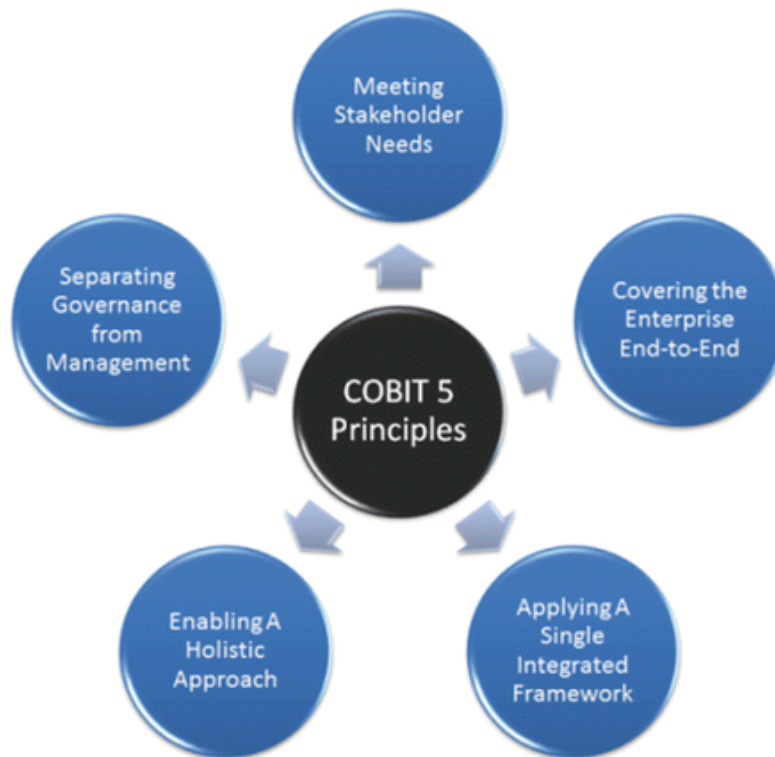 Meeting
Stakeholder
Needs
Separating
Governance
from
Management
Covering the
Enterprise
End-to-End
COBIT 5
Principles
Enabling A
Holistic
Approach
Applying A
Single
Integrated
Framework